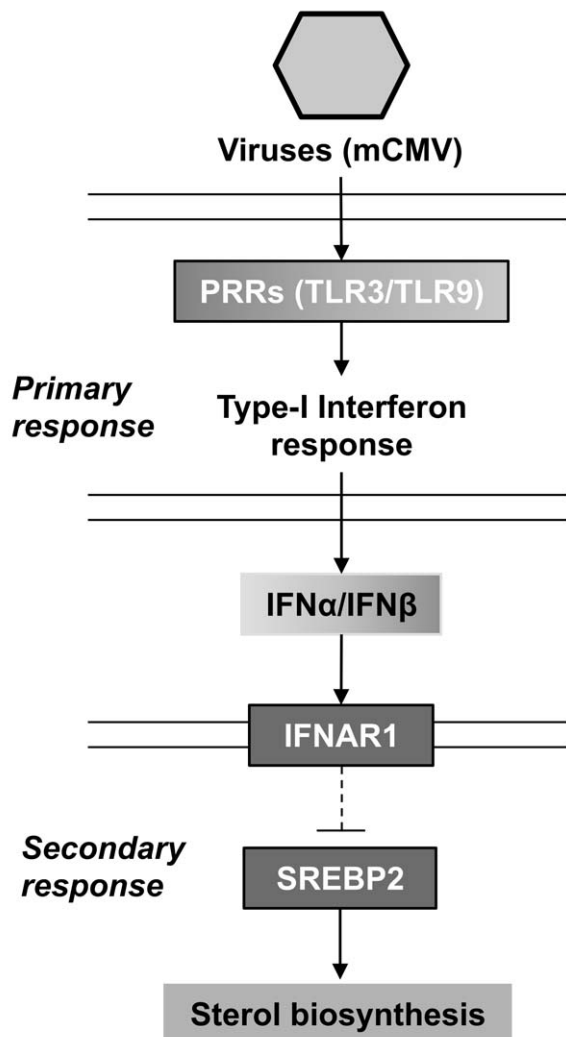 Viruses (mCMV)
PRRs (TLR3/TLR9)
Primary
response
Type-I Interferon
response
IFNα/IFNβ
IFNAR1
Secondary
response
SREBP2
Sterol biosynthesis